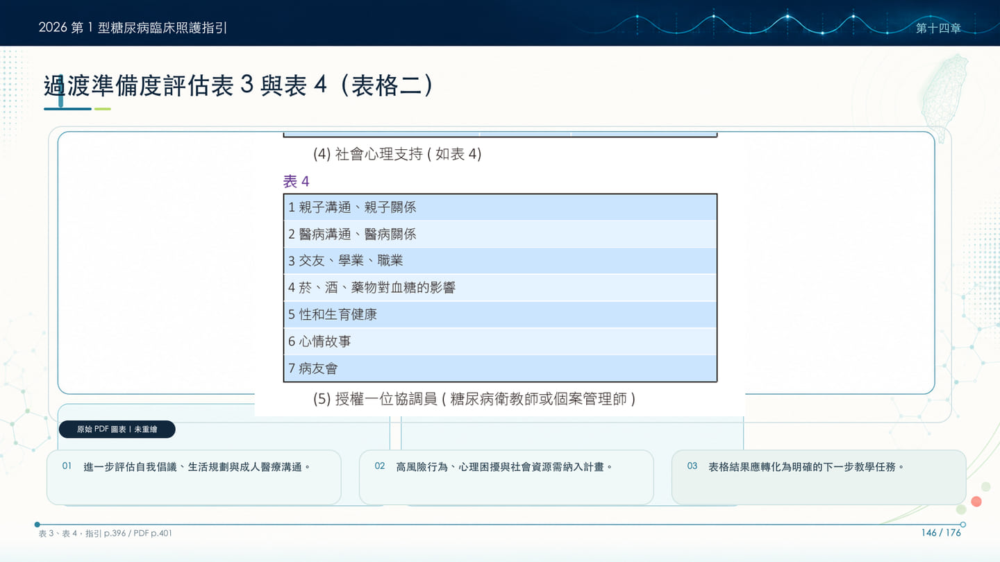 2026 第 1 型糖尿病臨床照護指引
第十四章
過渡準備度評估表 3 與表 4（表格二）
(4) 社會心理支持 ( 如表 4)
表 4
1 親子溝通、親子關係
2 醫病溝通、醫病關係
3 交友、學業、職業
4 菸、酒、藥物對血糖的影響
5 性和生育健康
6 心情故事
7 病友會
(5) 授權一位協調員 ( 糖尿病衛教師或個案管理師 )
原始 PDF 圖表｜未重繪
01 進一步評估自我倡議、生活規劃與成人醫療溝通。
02 高風險行為、心理困擾與社會資源需納入計畫。
03 表格結果應轉化為明確的下一步教學任務。
表 3、表 4・指引 p.396 / PDF p.401
146 / 176